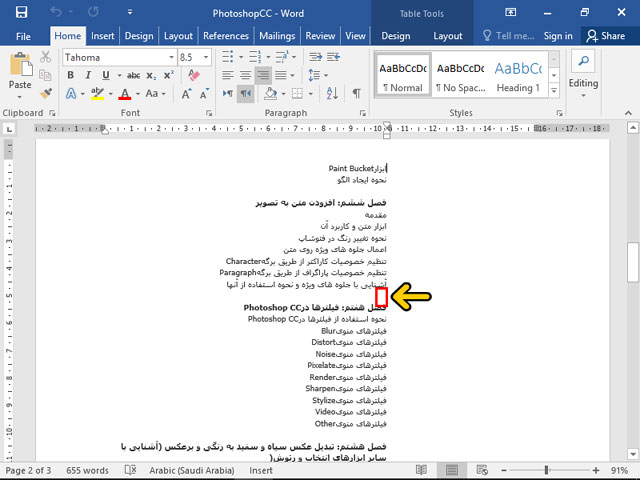 PhotoshopCC - Word
Table Tools
File
Home
Insert
Design
Layout
References
Mailings
Review
View
Design
Layout
Tell me...
Sign in
Share
Paste
Clipboard
Tahoma
8.5
B I U abc X₂ X²
Font
Paragraph
AaBbCcDc
¶ Normal
AaBbCcDc
¶ No Spac...
AaBbCc
Heading 1
Styles
Editing
ابزارPaint Bucket
نحوه ایجاد الگو
فصل ششم: افزودن متن به تصویر
مقدمه
ابزار متن و کاربرد آن
نحوه تغییر رنگ در فتوشاپ
اعمال جلوه های ویژه روی متن
تنظیم خصوصیات کاراکتر از طریق برگهCharacter
تنظیم خصوصیات پاراگراف از طریق برگهParagraph
آشنایی با جلوه های ویژه و نحوه استفاده از آنها
فصل هفتم: فیلترها درPhotoshop CC
نحوه استفاده از فیلترها درPhotoshop CC
فیلترهای منویBlur
فیلترهای منویDistort
فیلترهای منویNoise
فیلترهای منویPixelate
فیلترهای منویRender
فیلترهای منویSharpen
فیلترهای منویStylize
فیلترهای منویVideo
فیلترهای منویOther
فصل هشتم: تبدیل عکس سیاه و سفید به رنگی و برعکس (آشنایی با
سایر ابزارهای انتخاب و رتوش(
Page 2 of 3
655 words
Arabic (Saudi Arabia)
Insert
91%